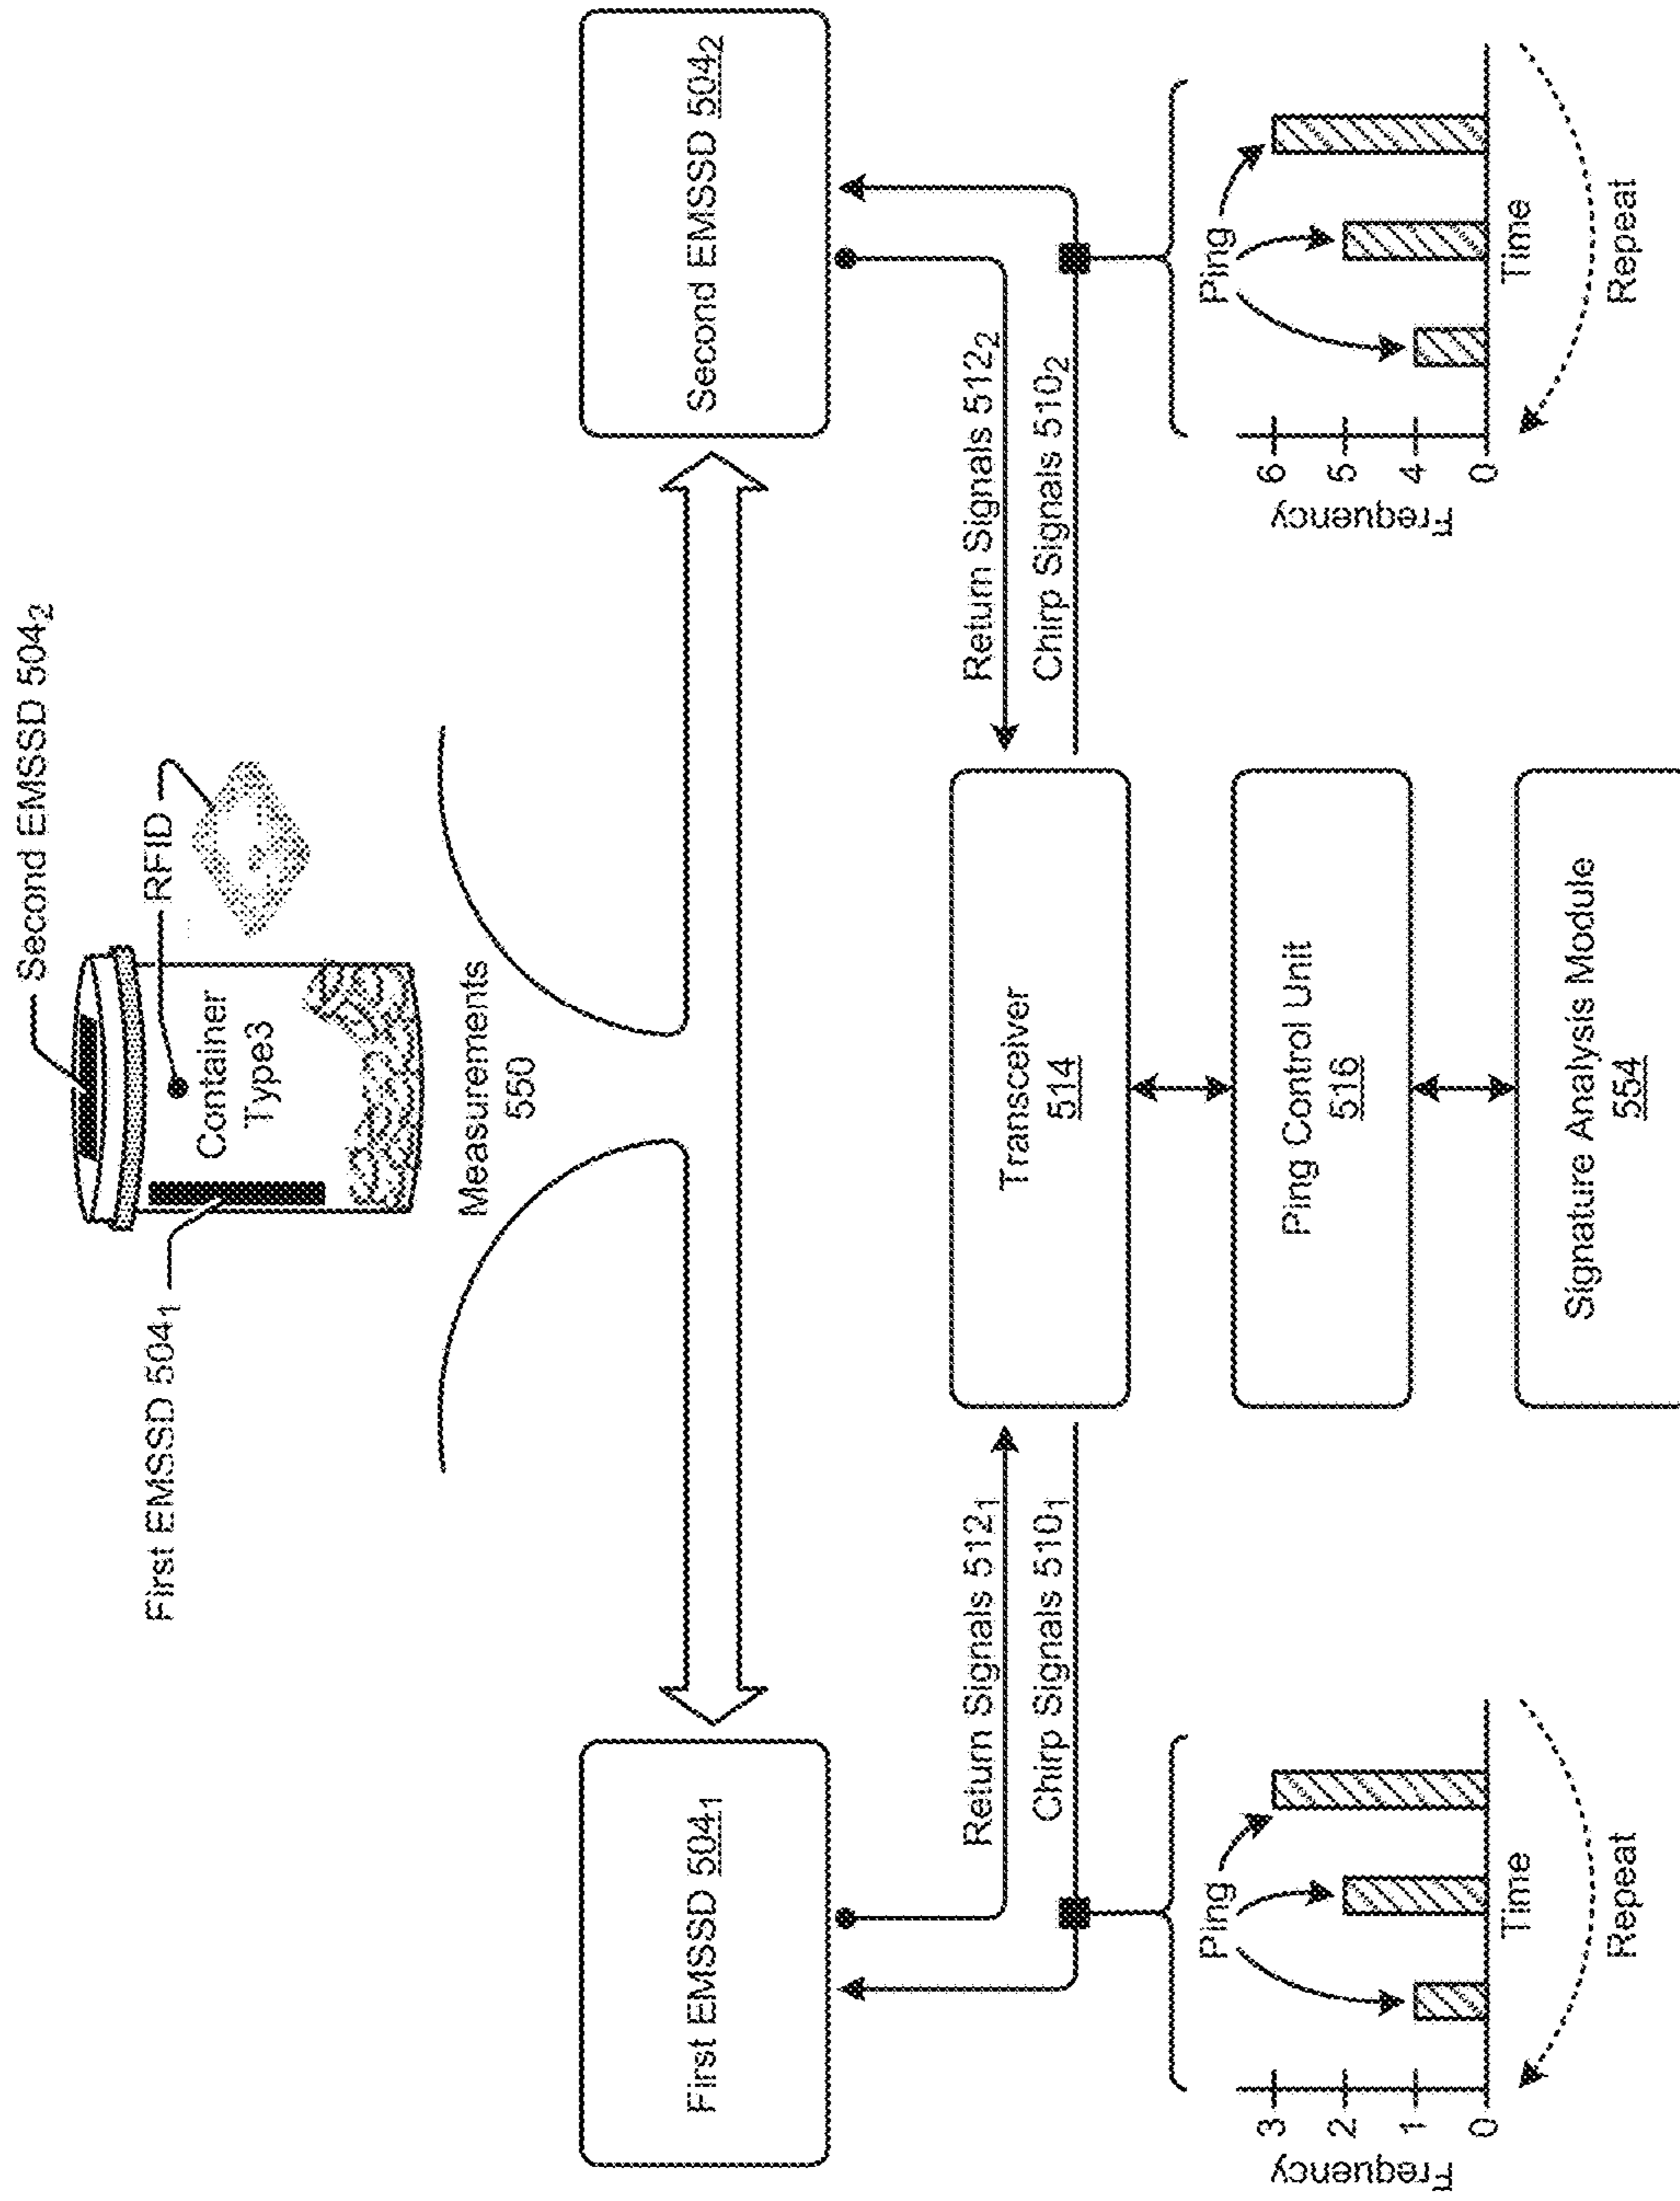 Second EMSSD 504₂
First EMSSD 504₁
RFID
Container
Type3
Measurements
550
First EMSSD 504₁
Second EMSSD 504₂
Return Signals 512₁
Chirp Signals 510₁
Return Signals 512₂
Chirp Signals 510₂
Transceiver
514
Ping Control Unit
516
Signature Analysis Module
554
Frequency
3
2
1
0
Ping
Time
Repeat
Frequency
6
5
4
0
Ping
Time
Repeat